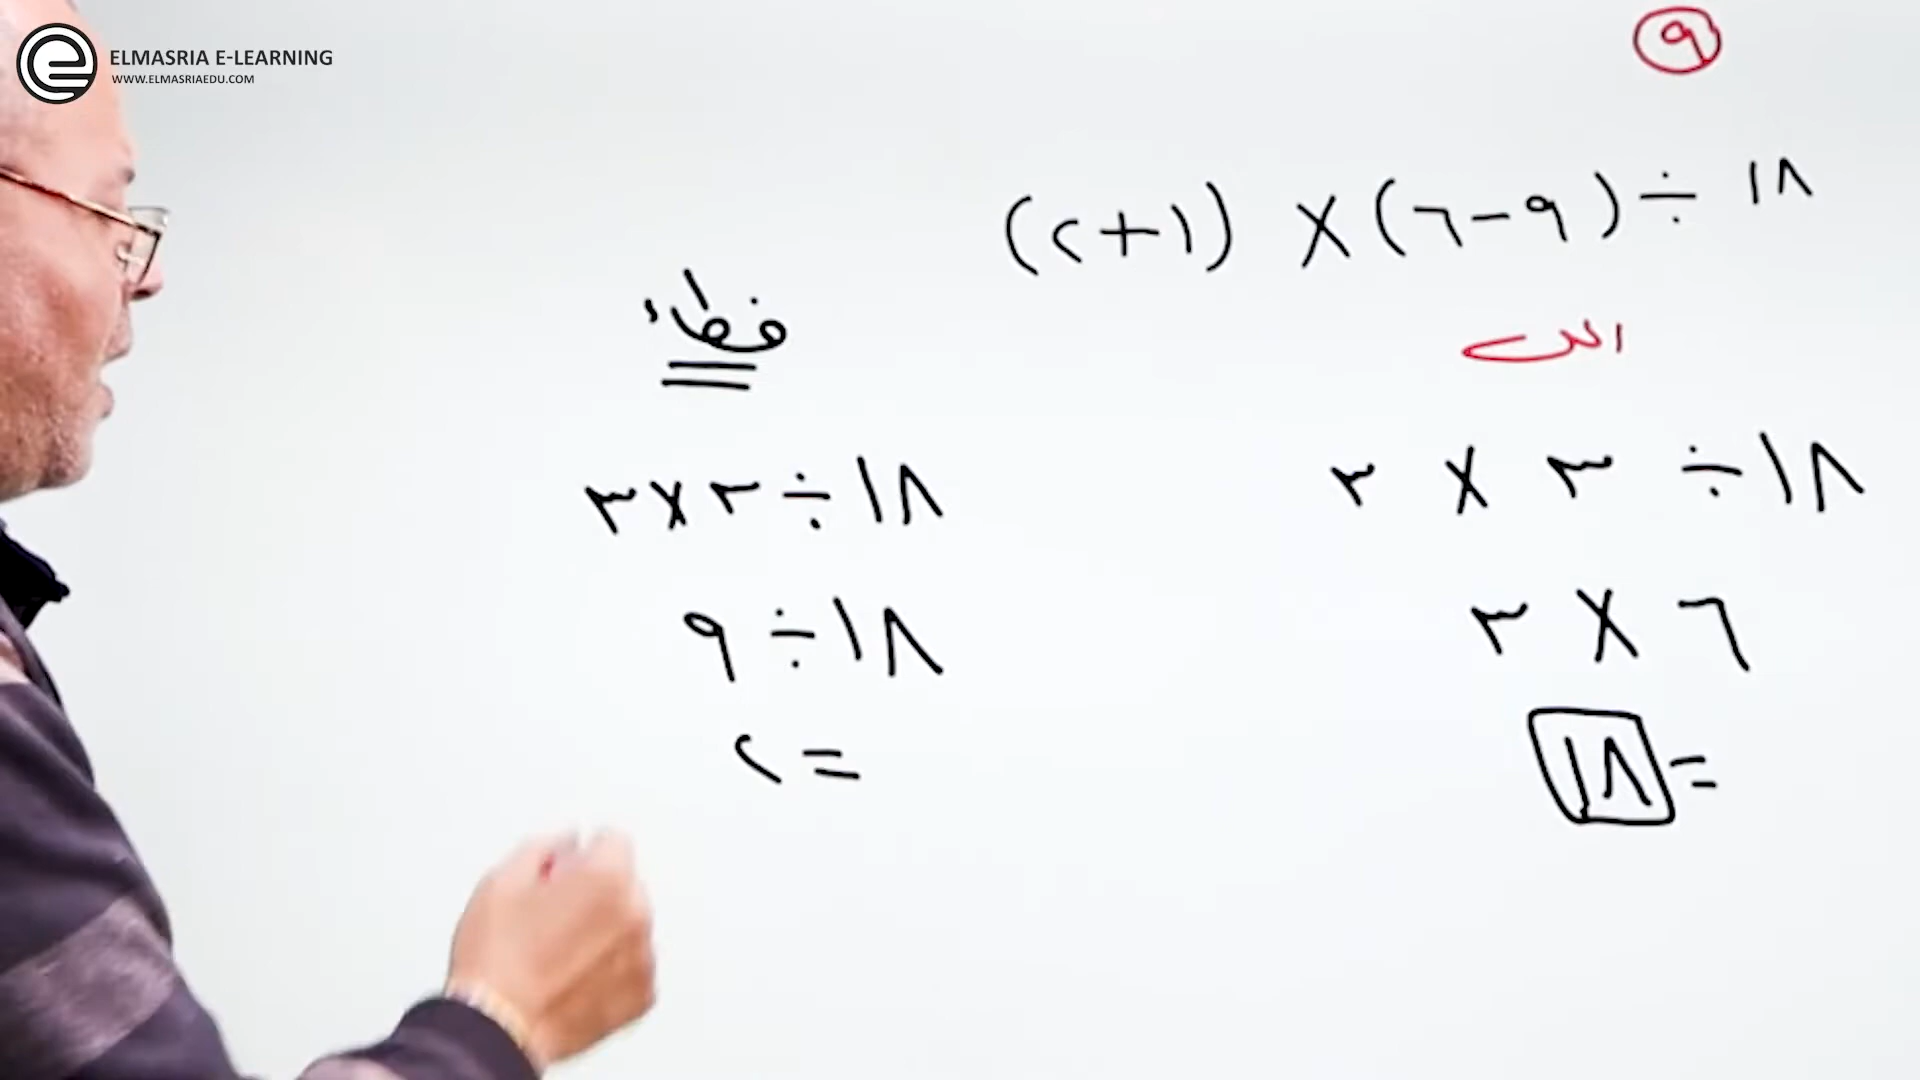 ELMASRIA E-LEARNING
WWW.ELMASRIAEDU.COM
٩
١٨ ÷ (٩ − ٦) × (١ + ٢)
الحل
١٨ ÷ ٣ × ٣
٦ × ٣
= ١٨
خطأ
١٨ ÷ ٣ × ٣
١٨ ÷ ٩
= ٢